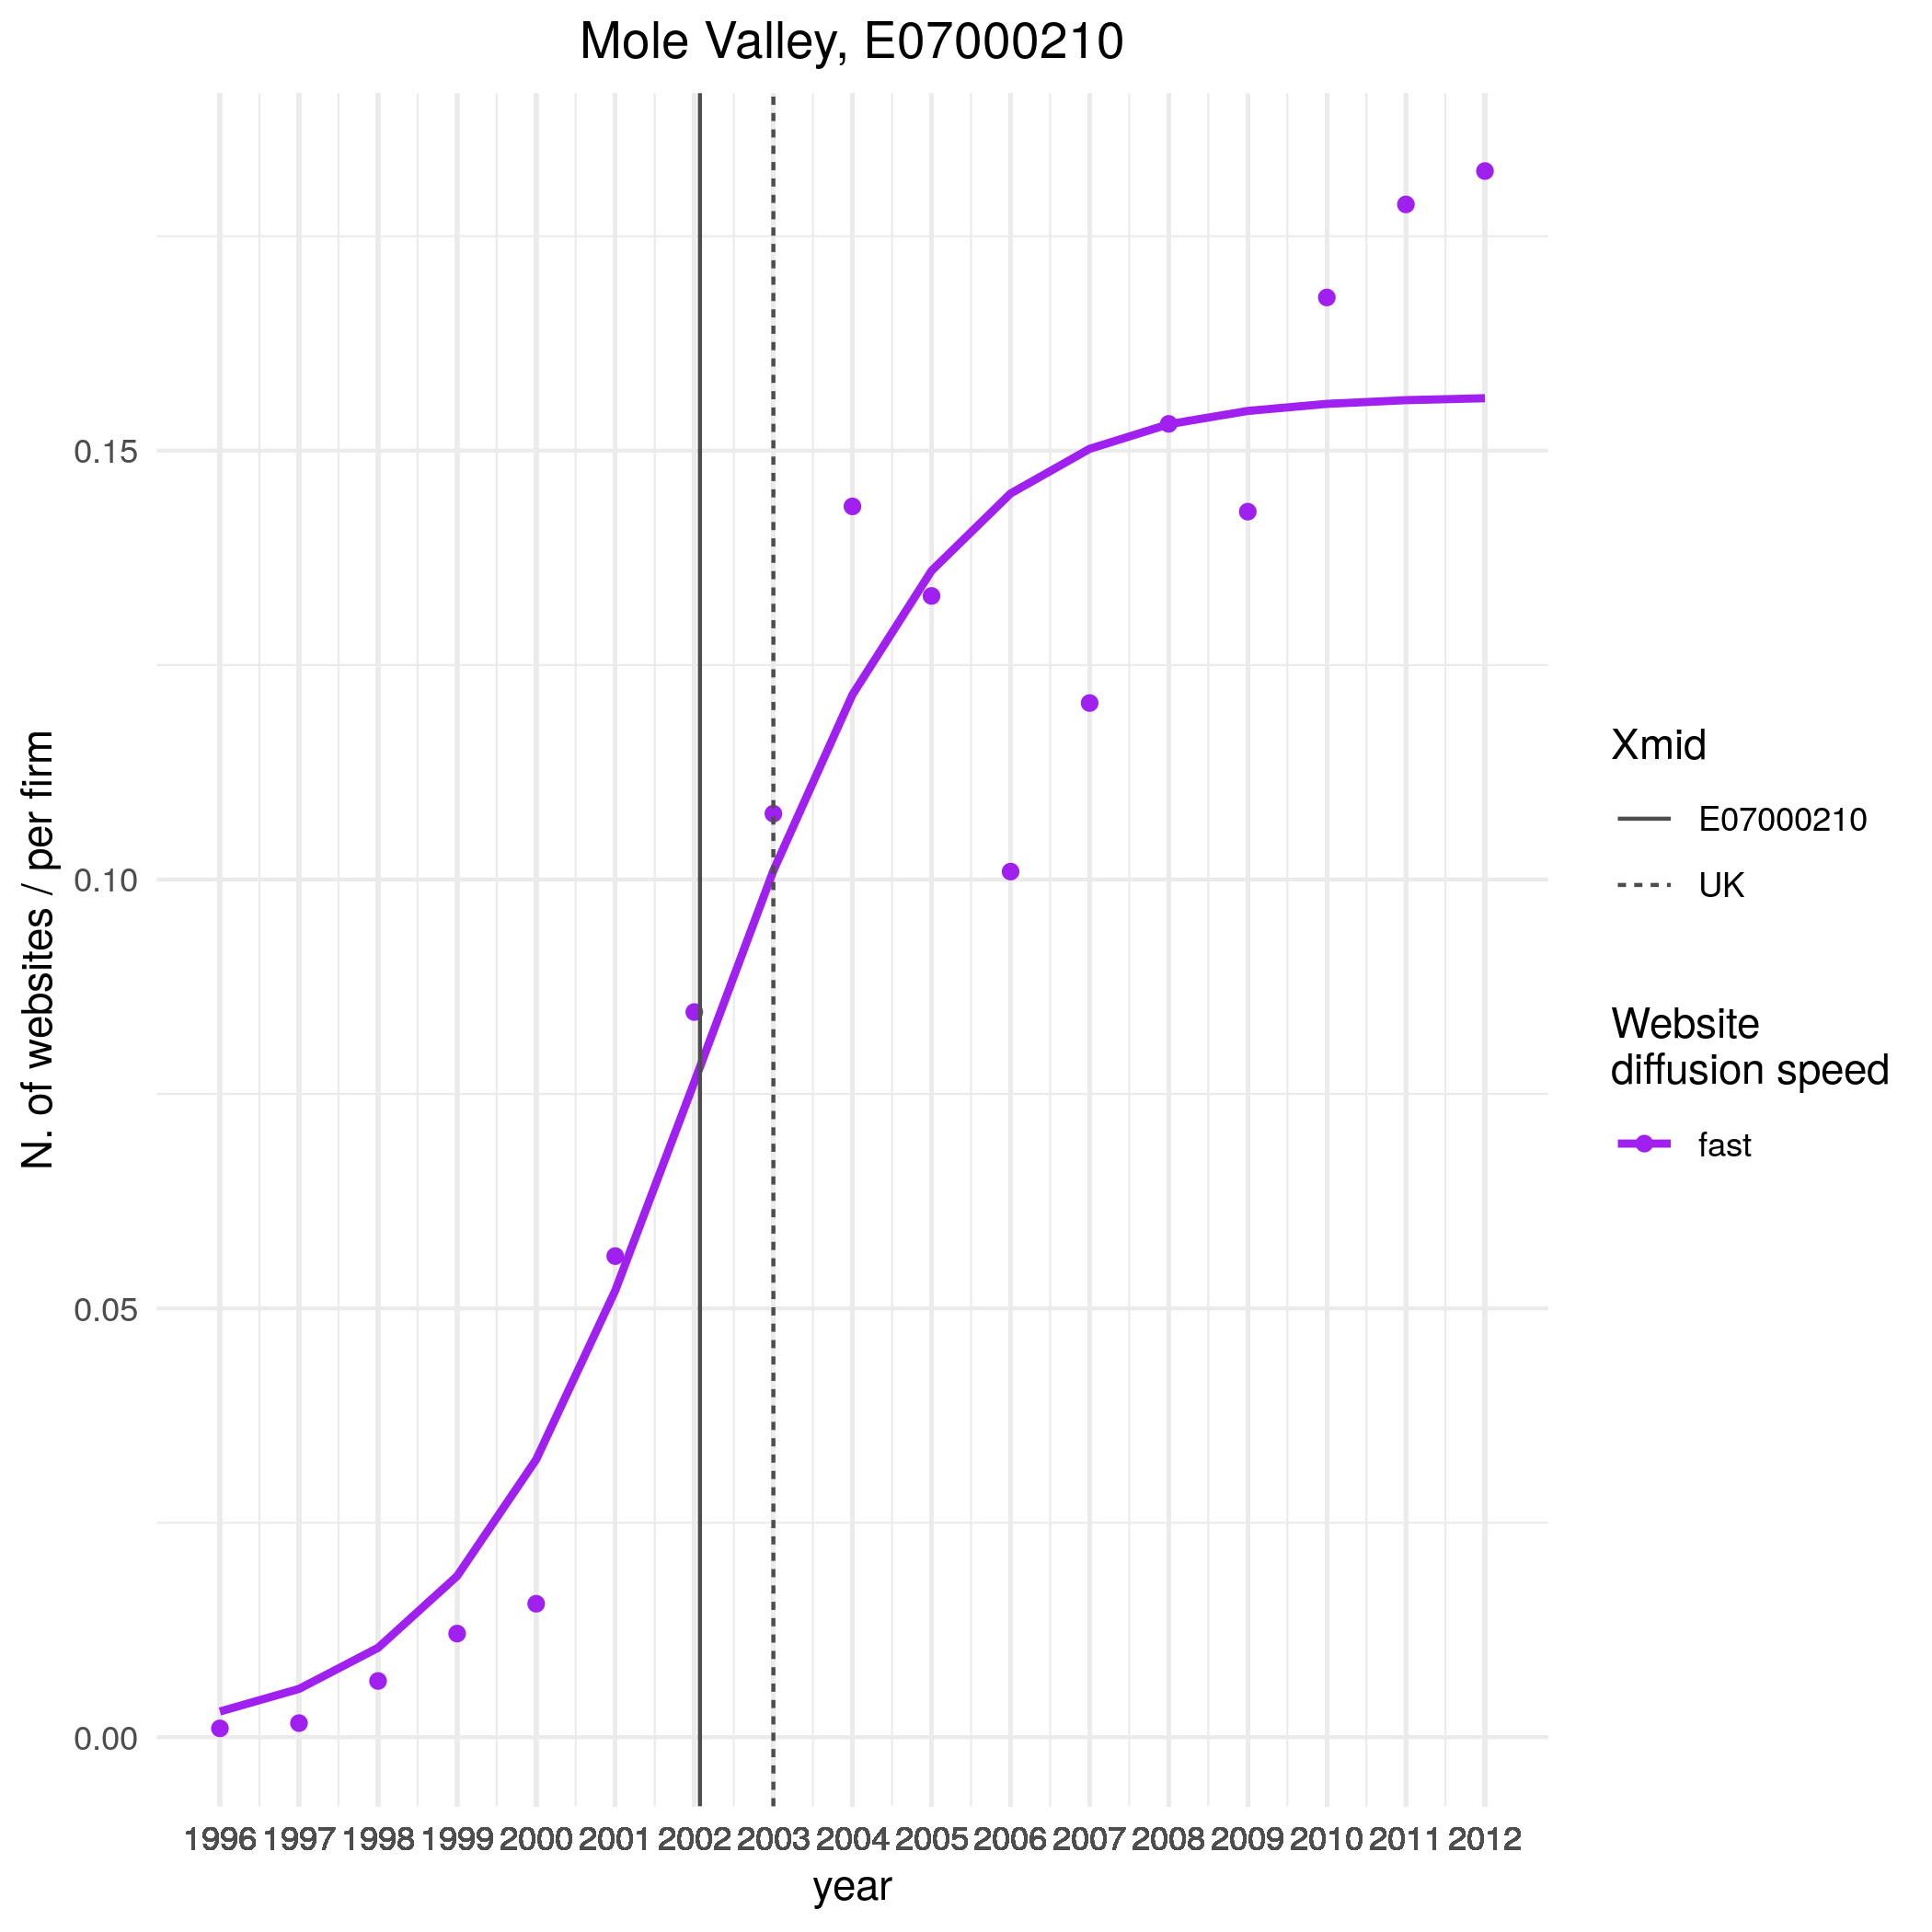 Mole Valley, E07000210
N. of websites / per firm
0.15
0.10
0.05
0.00
1996 1997 1998 1999 2000 2001 2002 2003 2004 2005 2006 2007 2008 2009 2010 2011 2012
year
Xmid
E07000210
UK
Website
diffusion speed
fast